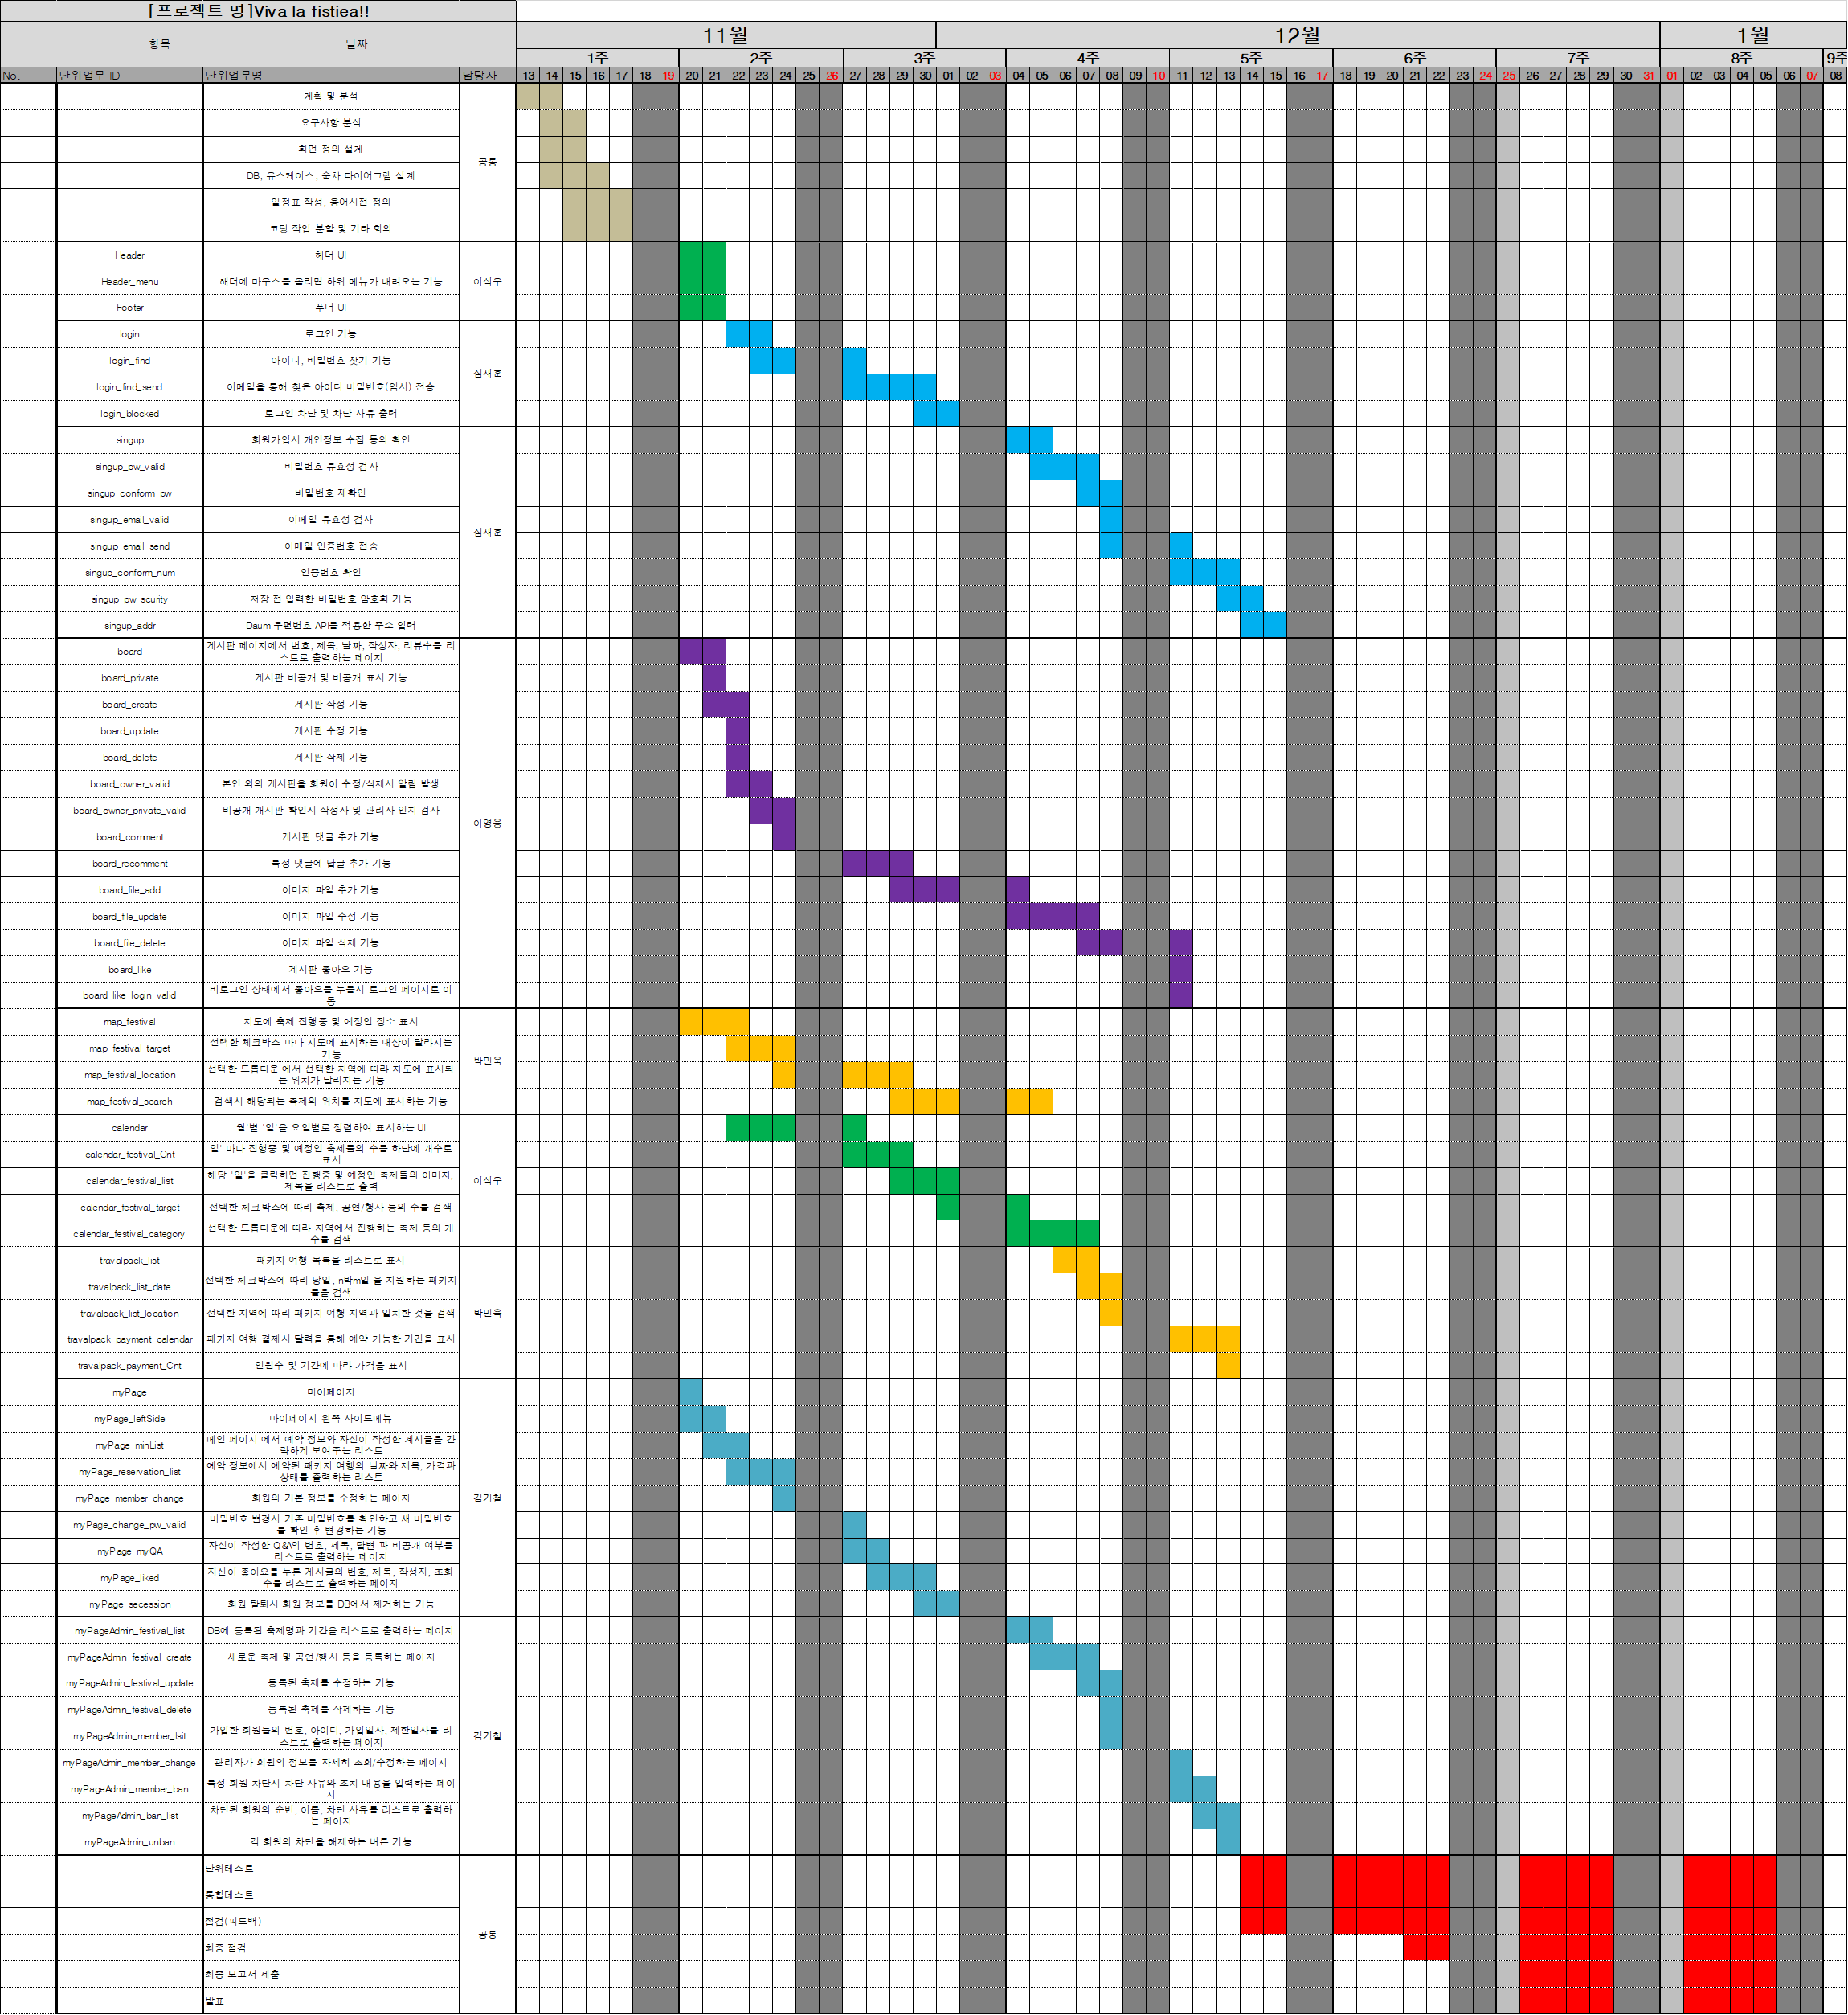 [프로젝트 명]Viva la fistiea!!
항목 날짜 11월 12월 1월
1주 2주 3주 4주 5주 6주 7주 8주 9주
No. 단위업무 ID 단위업무명 담당자 13 14 15 16 17 18 19 20 21 22 23 24 25 26 27 28 29 30 01 02 03 04 05 06 07 08 09 10 11 12 13 14 15 16 17 18 19 20 21 22 23 24 25 26 27 28 29 30 31 01 02 03 04 05 06 07 08
계획 및 분석
요구사항 분석
화면 정의 설계
공통
DB, 유스케이스, 순차 다이어그램 설계
일정표 작성, 용어사전 정의
코딩 작업 분할 및 기타 회의
Header 헤더 UI
Header_menu 헤더에 마우스를 올리면 하위 메뉴가 내려오는 기능 이석우
Footer 푸더 UI
login 로그인 기능
login_find 아이디, 비밀번호 찾기 기능
심재훈
login_find_send 이메일을 통해 찾은 아이디 비밀번호(임시) 전송
login_blocked 로그인 차단 및 차단 사유 출력
singup 회원가입시 개인정보 수집 동의 확인
singup_pw_valid 비밀번호 유효성 검사
singup_conform_pw 비밀번호 재확인
singup_email_valid 이메일 유효성 검사
심재훈
singup_email_send 이메일 인증번호 전송
singup_conform_num 인증번호 확인
singup_pw_scurity 저장 전 입력한 비밀번호 암호화 기능
singup_addr Daum 우편번호 API를 적용한 주소 입력
board 게시판 페이지에서 번호, 제목, 날짜, 작성자, 리뷰수를 리
스트로 출력하는 페이지
board_private 게시판 비공개 및 비공개 표시 기능
board_create 게시판 작성 기능
board_update 게시판 수정 기능
board_delete 게시판 삭제 기능
board_owner_valid 본인 외의 게시판을 회원이 수정/삭제시 알림 발생
board_owner_private_valid 비공개 개시판 확인시 작성자 및 관리자 인지 검사
이영웅
board_comment 게시판 댓글 추가 기능
board_recomment 특정 댓글에 답글 추가 기능
board_file_add 이미지 파일 추가 기능
board_file_update 이미지 파일 수정 기능
board_file_delete 이미지 파일 삭제 기능
board_like 게시판 좋아요 기능
board_like_login_valid 비로그인 상태에서 좋아요를 누를시 로그인 페이지로 이
동
map_festival 지도에 축제 진행중 및 예정인 장소 표시
map_festival_target 선택한 체크박스 마다 지도에 표시하는 대상이 달라지는
기능
박민욱
map_festival_location 선택한 드롭다운 에서 선택한 지역에 따라 지도에 표시되
는 위치가 달라지는 기능
map_festival_search 검색시 해당되는 축제의 위치를 지도에 표시하는 기능
calendar 월'별 '일'을 요일별로 정렬하여 표시하는 UI
calendar_festival_Cnt 일' 마다 진행중 및 예정인 축제들의 수를 하단에 개수로
표시
calendar_festival_list 해당 '일'을 클릭하면 진행중 및 예정인 축제들의 이미지, 이석우
제목을 리스트로 출력
calendar_festival_target 선택한 체크박스에 따라 축제, 공연/행사 등의 수를 검색
calendar_festival_category 선택한 드롭다운에 따라 지역에서 진행하는 축제 등의 개
수를 검색
travalpack_list 패키지 여행 목록을 리스트로 표시
travalpack_list_date 선택한 체크박스에 따라 당일, n박m일 을 지원하는 패키지
들을 검색
travalpack_list_location 선택한 지역에 따라 패키지 여행 지역과 일치한 것을 검색 박민욱
travalpack_payment_calendar 패키지 여행 결제시 달력을 통해 예약 가능한 기간을 표시
travalpack_payment_Cnt 인원수 및 기간에 따라 가격을 표시
myPage 마이페이지
myPage_leftSide 마이페이지 왼쪽 사이드메뉴
myPage_minList 메인 페이지 에서 예약 정보와 자신이 작성한 게시글을 간
략하게 보여주는 리스트
myPage_reservation_list 예약 정보에서 예약된 패키지 여행의 날짜와 제목, 가격과
상태를 출력하는 리스트
myPage_member_change 회원의 기본 정보를 수정하는 페이지 김기철
myPage_change_pw_valid 비밀번호 변경시 기존 비밀번호를 확인하고 새 비밀번호
를 확인 후 변경하는 기능
myPage_myQA 자신이 작성한 Q&A의 번호, 제목, 답변 과 비공개 여부를
리스트로 출력하는 페이지
myPage_liked 자신이 좋아요를 누른 게시글의 번호, 제목, 작성자, 조회
수를 리스트로 출력하는 페이지
myPage_secession 회원 탈퇴시 회원 정보를 DB에서 제거하는 기능
myPageAdmin_festival_list DB에 등록된 축제명과 기간을 리스트로 출력하는 페이지
myPageAdmin_festival_create 새로운 축제 및 공연/행사 등을 등록하는 페이지
myPageAdmin_festival_update 등록된 축제를 수정하는 기능
myPageAdmin_festival_delete 등록된 축제를 삭제하는 기능
myPageAdmin_member_lsit 가입한 회원들의 번호, 아이디, 가입일자, 제한일자를 리 김기철
스트로 출력하는 페이지
myPageAdmin_member_change 관리자가 회원의 정보를 자세히 조회/수정하는 페이지
myPageAdmin_member_ban 특정 회원 차단시 차단 사유와 조치 내용을 입력하는 페이
지
myPageAdmin_ban_list 차단된 회원의 순번, 이름, 차단 사유를 리스트로 출력하
는 페이지
myPageAdmin_unban 각 회원의 차단을 해제하는 버튼 기능
단위테스트
통합테스트
점검(피드백)
공통
최종 점검
최종 보고서 제출
발표